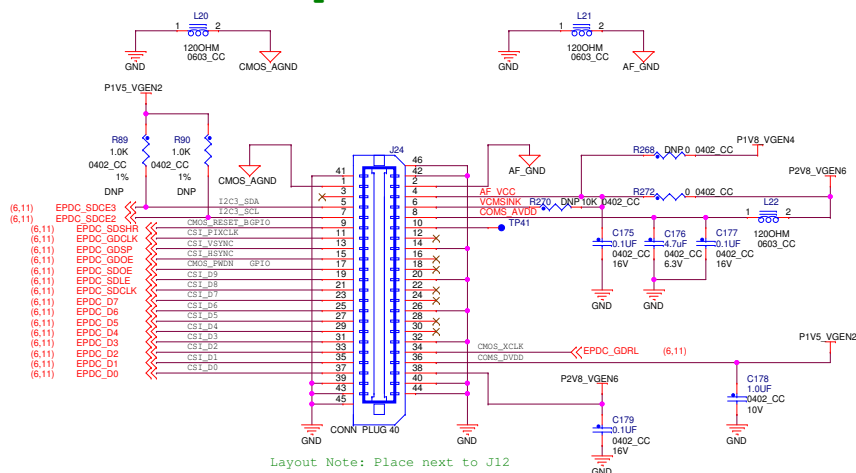 L20
1 2
120OHM
0603_CC
GND
CMOS_AGND
L21
1 2
120OHM
0603_CC
GND
AF_GND
P1V5_VGEN2
R89
1.0K
0402_CC
1%
DNP
R90
1.0K
0402_CC
1%
DNP
CMOS_AGND
J24
AF_GND
R268 DNP 0 0402_CC
P1V8_VGEN4
R272 0 0402_CC
P2V8_VGEN6
AF_VCC
VCMSINK
R270 DNP 10K 0402_CC
COMS_AVDD
TP41
L22
1 2
120OHM
0603_CC
C175
0.1UF
0402_CC
16V
C176
4.7uF
0402_CC
6.3V
C177
0.1UF
0402_CC
16V
GND
GND
41
1
3
5
7
9
11
13
15
17
19
21
23
25
27
29
31
33
35
37
39
43
45
46
42
2
4
6
8
10
12
14
16
18
20
22
24
26
28
30
32
34
36
38
40
44
(6,11) EPDC_SDCE3 I2C3_SDA
(6,11) EPDC_SDCE2 I2C3_SCL
(6,11) EPDC_SDSHR CMOS_RESET_BGPIO
(6,11) EPDC_GDCLK CSI_PIXCLK
(6,11) EPDC_GDSP CSI_VSYNC
(6,11) EPDC_GDOE CSI_HSYNC
(6,11) EPDC_SDOE CMOS_PWDN GPIO
(6,11) EPDC_SDLE CSI_D9
(6,11) EPDC_SDCLK CSI_D8
(6,11) EPDC_D7 CSI_D7
(6,11) EPDC_D6 CSI_D6
(6,11) EPDC_D5 CSI_D5
(6,11) EPDC_D4 CSI_D4
(6,11) EPDC_D3 CSI_D3
(6,11) EPDC_D2 CSI_D2
(6,11) EPDC_D1 CSI_D1
(6,11) EPDC_D0 CSI_D0
CMOS_XCLK
EPDC_GDRL (6,11)
COMS_DVDD
P1V5_VGEN2
P2V8_VGEN6
C178
1.0UF
0402_CC
10V
GND
C179
0.1UF
0402_CC
16V
GND
GND
CONN PLUG 40
GND
Layout Note: Place next to J12